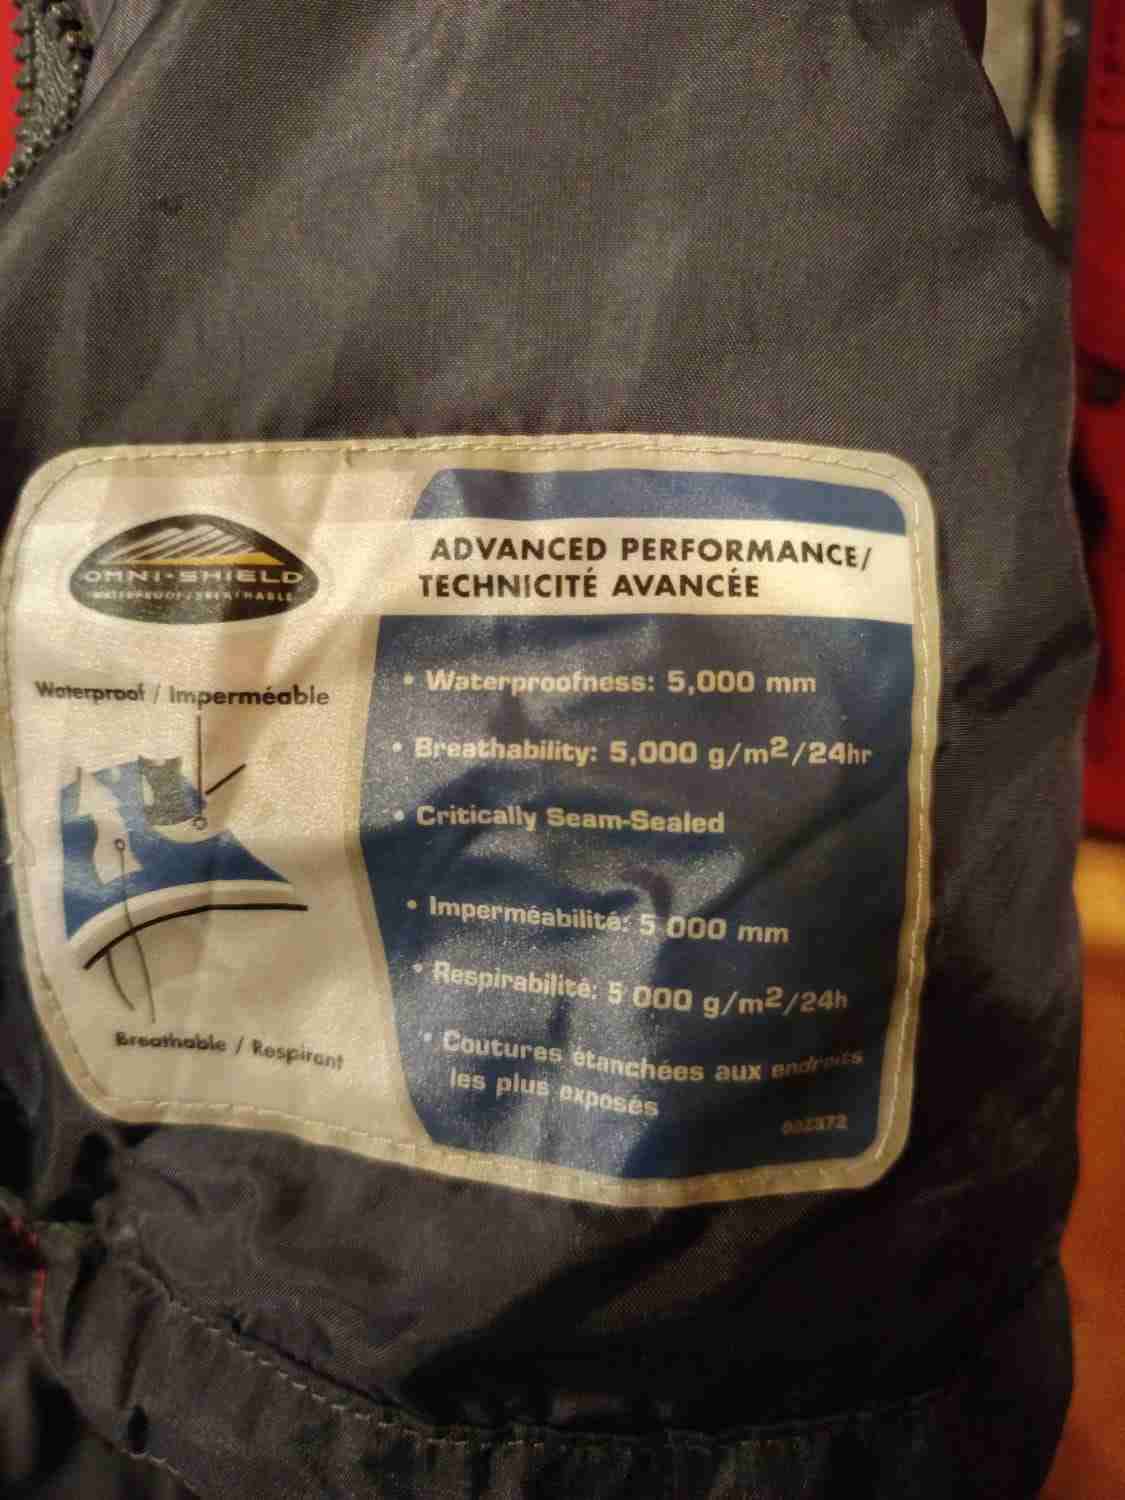 OMNI-SHIELD
WATERPROOF/BREATHABLE
ADVANCED PERFORMANCE/
TECHNICITÉ AVANCÉE
Waterproof / Imperméable
Breathable / Respirant
• Waterproofness: 5,000 mm
• Breathability: 5,000 g/m2/24hr
• Critically Seam-Sealed
• Imperméabilité: 5 000 mm
• Respirabilité: 5 000 g/m2/24h
• Coutures étanchées aux endroits
les plus exposés